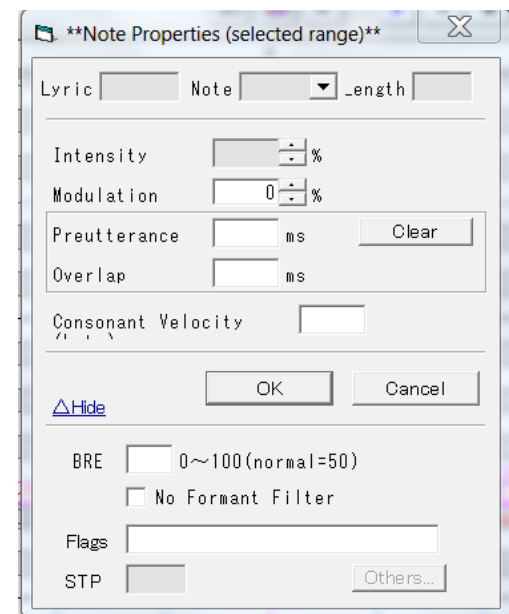 **Note Properties (selected range)**
Lyric Note _ength
Intensity %
Modulation 0 %
Preutterance ms Clear
Overlap ms
Consonant Velocity
OK Cancel
△Hide
BRE 0～100(normal=50)
No Formant Filter
Flags
STP Others...